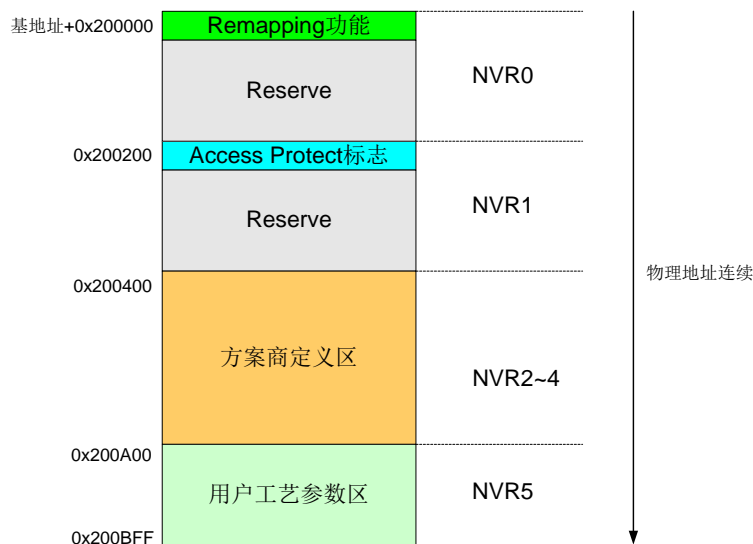 基地址+0x200000
Remapping功能
Reserve
NVR0
0x200200
Access Protect标志
Reserve
NVR1
0x200400
物理地址连续
方案商定义区
NVR2~4
0x200A00
用户工艺参数区
NVR5
0x200BFF